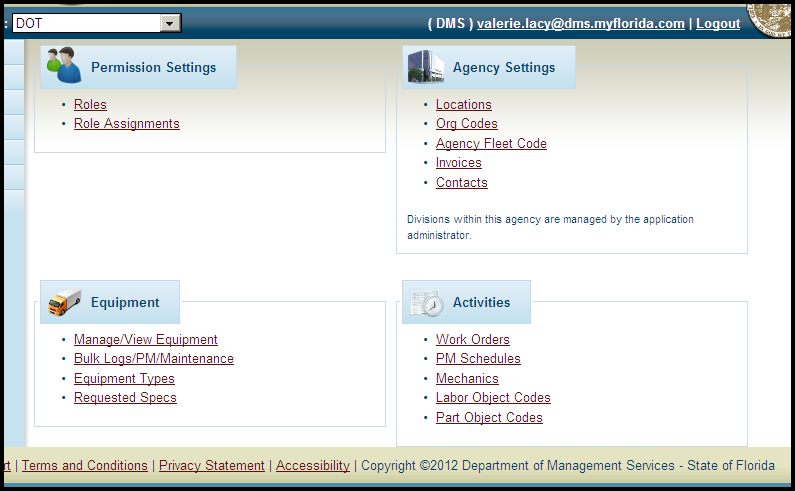 : DOT ( DMS ) valerie.lacy@dms.myflorida.com | Logout
Permission Settings
Roles
Role Assignments
Agency Settings
Locations
Org Codes
Agency Fleet Code
Invoices
Contacts
Divisions within this agency are managed by the application
administrator.
Equipment
Manage/View Equipment
Bulk Logs/PM/Maintenance
Equipment Types
Requested Specs
Activities
Work Orders
PM Schedules
Mechanics
Labor Object Codes
Part Object Codes
rt | Terms and Conditions | Privacy Statement | Accessibility | Copyright ©2012 Department of Management Services - State of Florida